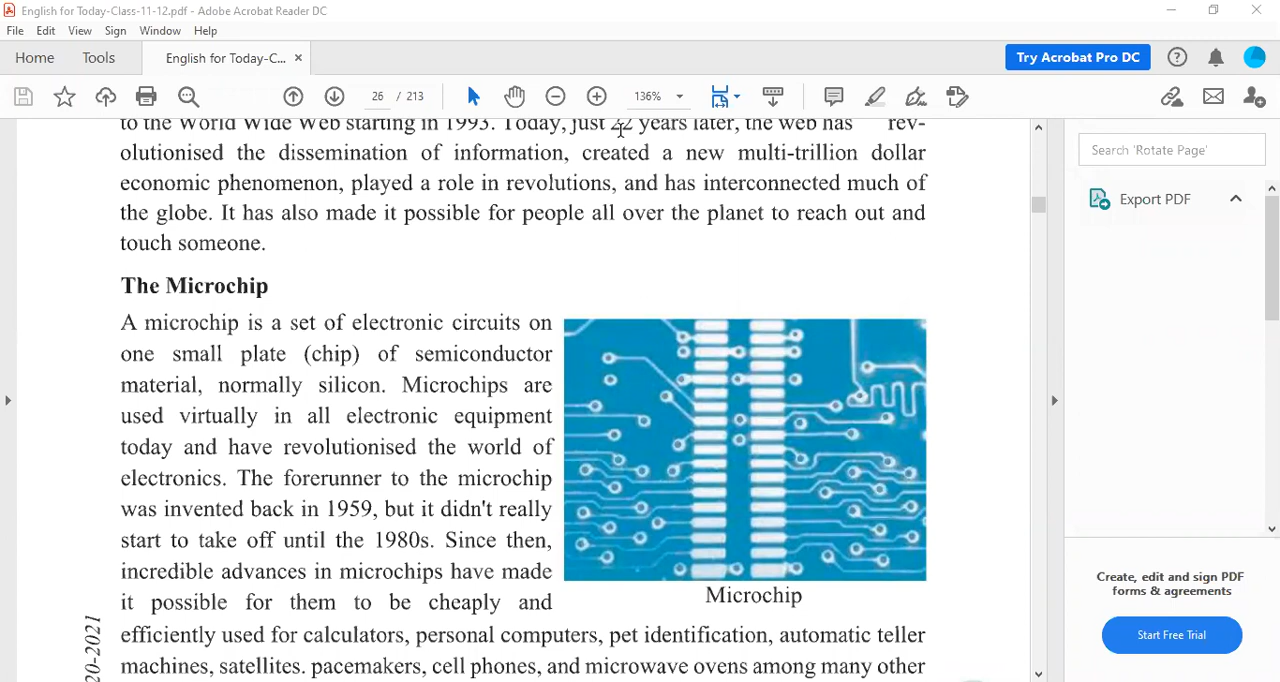 English for Today-Class-11-12.pdf - Adobe Acrobat Reader DC
File Edit View Sign Window Help
Home Tools English for Today-C... × Try Acrobat Pro DC
26 / 213 136%
to the World Wide Web starting in 1993. Today, just 22 years later, the web has rev-
olutionised the dissemination of information, created a new multi-trillion dollar
economic phenomenon, played a role in revolutions, and has interconnected much of
the globe. It has also made it possible for people all over the planet to reach out and
touch someone.
The Microchip
A microchip is a set of electronic circuits on
one small plate (chip) of semiconductor
material, normally silicon. Microchips are
used virtually in all electronic equipment
today and have revolutionised the world of
electronics. The forerunner to the microchip
was invented back in 1959, but it didn't really
start to take off until the 1980s. Since then,
incredible advances in microchips have made
it possible for them to be cheaply and
Microchip
efficiently used for calculators, personal computers, pet identification, automatic teller
machines, satellites. pacemakers, cell phones, and microwave ovens among many other
20-2021
Search 'Rotate Page'
Export PDF
Create, edit and sign PDF
forms & agreements
Start Free Trial